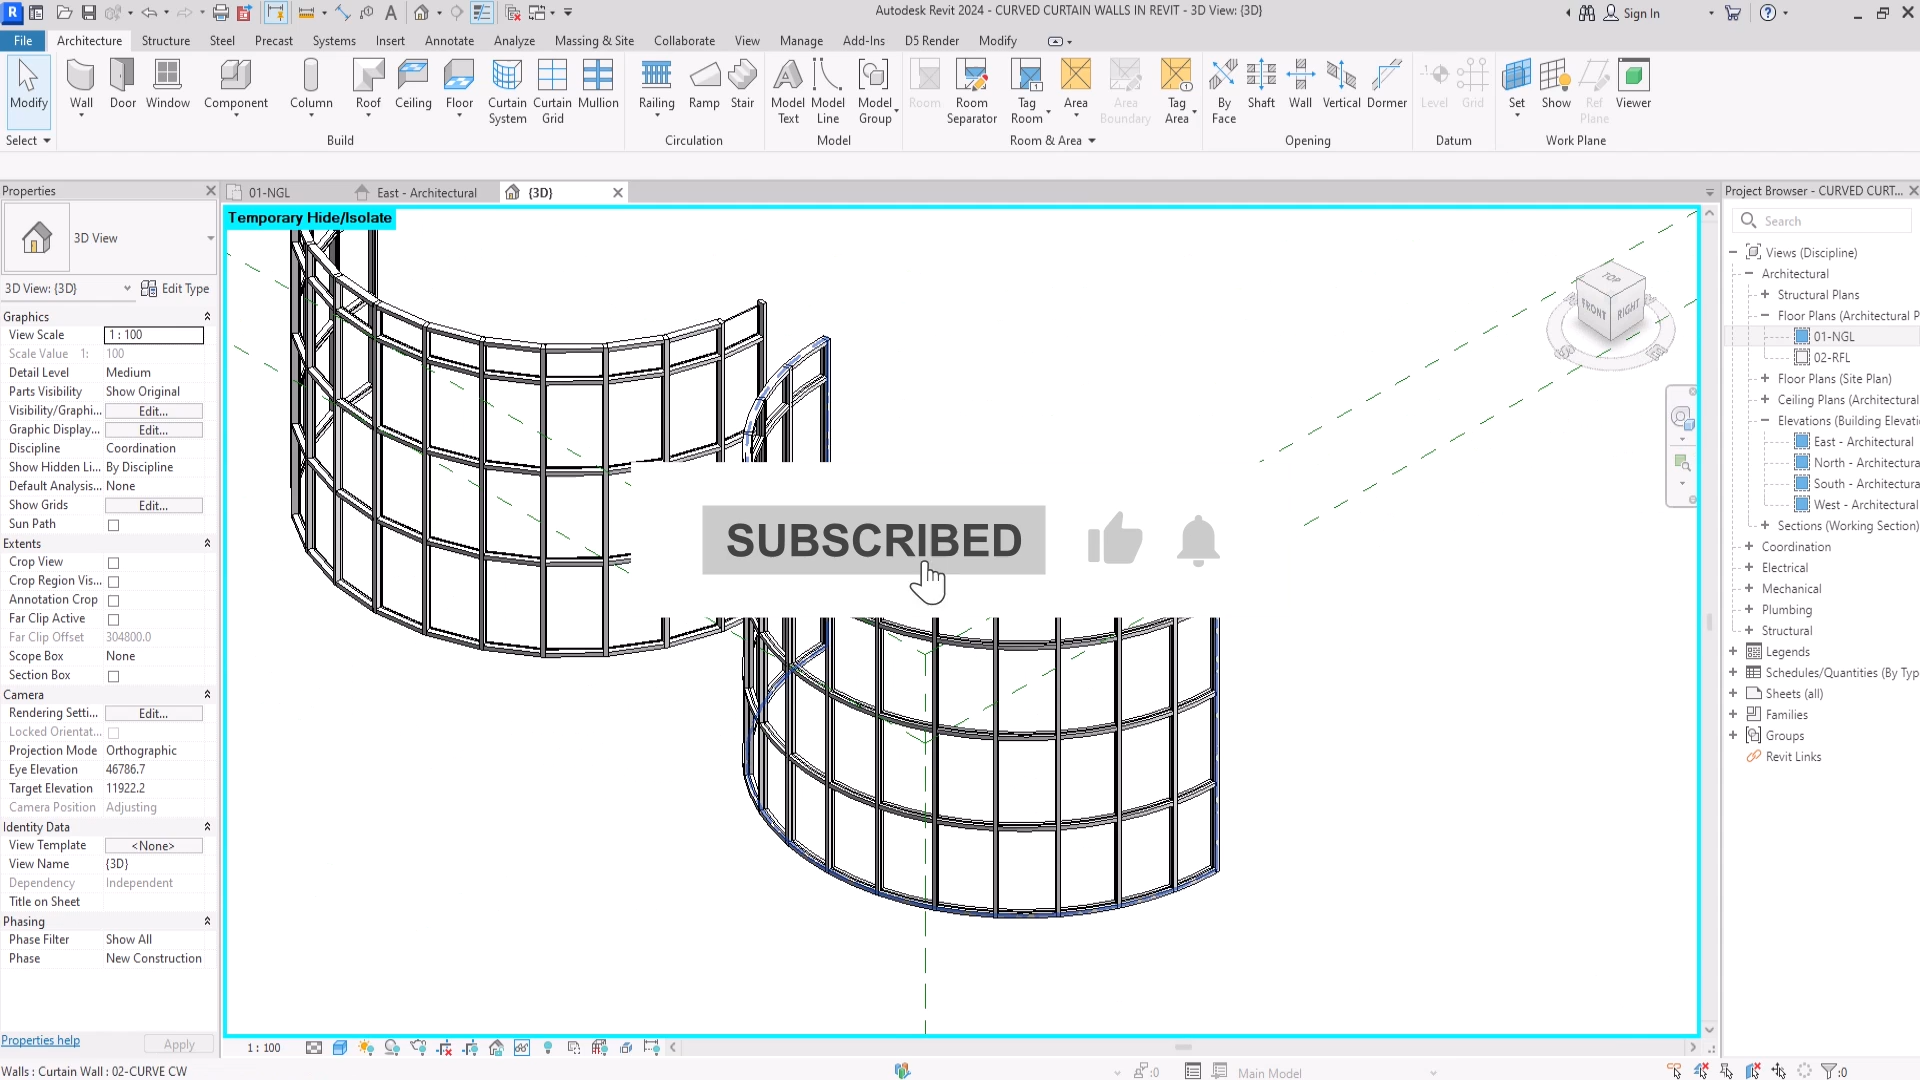 Autodesk Revit 2024 - CURVED CURTAIN WALLS IN REVIT - 3D View: {3D}
Sign In
File Architecture Structure Steel Precast Systems Insert Annotate Analyze Massing & Site Collaborate View Manage Add-Ins D5 Render Modify
Modify Wall Door Window Component Column Roof Ceiling Floor Curtain System Curtain Grid Mullion Railing Ramp Stair Model Text Model Line Model Group Room Room Separator Tag Room Area Area Boundary Tag Area By Face Shaft Wall Vertical Dormer Level Grid Set Show Ref Plane Viewer
Select Build Circulation Model Room & Area Opening Datum Work Plane
Properties
3D View
3D View: {3D} Edit Type
Graphics
View Scale 1 : 100
Scale Value 1: 100
Detail Level Medium
Parts Visibility Show Original
Visibility/Graphi... Edit...
Graphic Display... Edit...
Discipline Coordination
Show Hidden Li... By Discipline
Default Analysis... None
Show Grids Edit...
Sun Path
Extents
Crop View
Crop Region Vis...
Annotation Crop
Far Clip Active
Far Clip Offset 304800.0
Scope Box None
Section Box
Camera
Rendering Setti... Edit...
Locked Orientat...
Projection Mode Orthographic
Eye Elevation 46786.7
Target Elevation 11922.2
Camera Position Adjusting
Identity Data
View Template <None>
View Name {3D}
Dependency Independent
Title on Sheet
Phasing
Phase Filter Show All
Phase New Construction
Properties help Apply
01-NGL East - Architectural {3D}
Temporary Hide/Isolate
TOP
FRONT RIGHT
SUBSCRIBED
1 : 100
Project Browser - CURVED CURT...
Search
Views (Discipline)
Architectural
Structural Plans
Floor Plans (Architectural P
01-NGL
02-RFL
Floor Plans (Site Plan)
Ceiling Plans (Architectural
Elevations (Building Elevati
East - Architectural
North - Architectura
South - Architectura
West - Architectural
Sections (Working Section)
Coordination
Electrical
Mechanical
Plumbing
Structural
Legends
Schedules/Quantities (By Typ
Sheets (all)
Families
Groups
Revit Links
Walls : Curtain Wall : 02-CURVE CW
:0
Main Model
:0